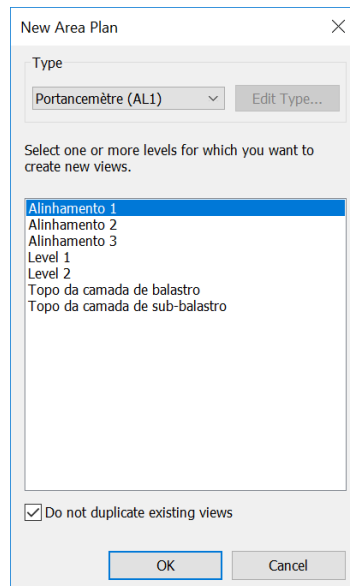 New Area Plan
Type
Portancemètre (AL1)
Edit Type...
Select one or more levels for which you want to
create new views.
Alinhamento 1
Alinhamento 2
Alinhamento 3
Level 1
Level 2
Topo da camada de balastro
Topo da camada de sub-balastro
Do not duplicate existing views
OK
Cancel